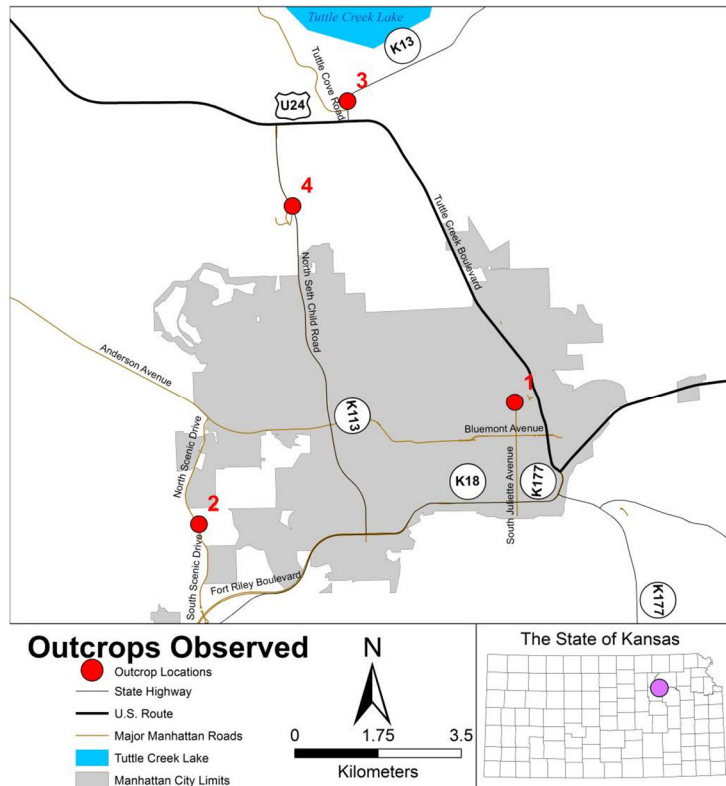 Tuttle Creek Lake
K13
Tuttle Cove Road
3
U24
4
Tuttle Creek Boulevard
North Seth Child Road
Anderson Avenue
1
K113
Bluemont Avenue
North Scenic Drive
K18
K177
South Juliette Avenue
2
South Scenic Drive
Fort Riley Boulevard
K177
Outcrops Observed
Outcrop Locations
State Highway
U.S. Route
Major Manhattan Roads
Tuttle Creek Lake
Manhattan City Limits
N
0 1.75 3.5
Kilometers
The State of Kansas